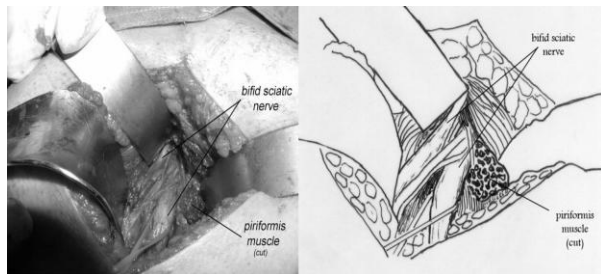 bifid sciatic
nerve
piriformis
muscle
(cut)
bifid sciatic
nerve
piriformis
muscle
(cut)